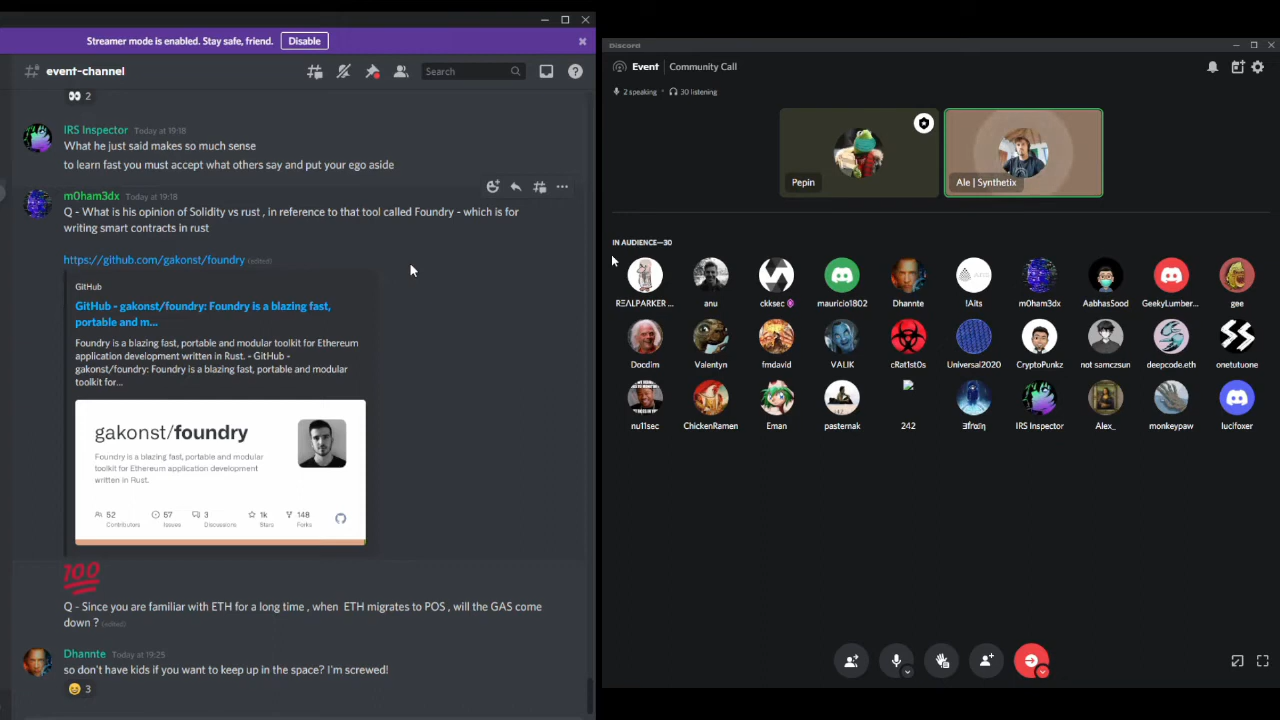 Streamer mode is enabled. Stay safe, friend.
Disable
event-channel
Search
2
IRS Inspector Today at 19:18
What he just said makes so much sense
to learn fast you must accept what others say and put your ego aside
m0ham3dx Today at 19:18
Q - What is his opinion of Solidity vs rust , in reference to that tool called Foundry - which is for
writing smart contracts in rust
https://github.com/gakonst/foundry (edited)
GitHub
GitHub - gakonst/foundry: Foundry is a blazing fast,
portable and m...
Foundry is a blazing fast, portable and modular toolkit for Ethereum
application development written in Rust. - GitHub -
gakonst/foundry: Foundry is a blazing fast, portable and modular
toolkit for...
gakonst/foundry
Foundry is a blazing fast, portable and modular
toolkit for Ethereum application development
written in Rust.
52 57 3 1k 148
Contributors Issues Discussions Stars Forks
100
Q - Since you are familiar with ETH for a long time , when ETH migrates to POS , will the GAS come
down ? (edited)
Dhannte Today at 19:25
so don't have kids if you want to keep up in the space? I'm screwed!
3
Discord
Event Community Call
2 speaking • 30 listening
Pepin
Ale | Synthetix
IN AUDIENCE—30
RΞALPARKER ... anu ckksec mauricio1802 Dhannte !Aits m0ham3dx AabhasSood GeekyLumber... gee
Docdim Valentyn fmdavid VALIK cRat1st0s Universal2020 CryptoPunkz not samczsun deepcode.eth onetutuone
nu11sec ChickenRamen Eman pasternak 242 IRS Inspector Alex_ monkeypaw lucifoxer